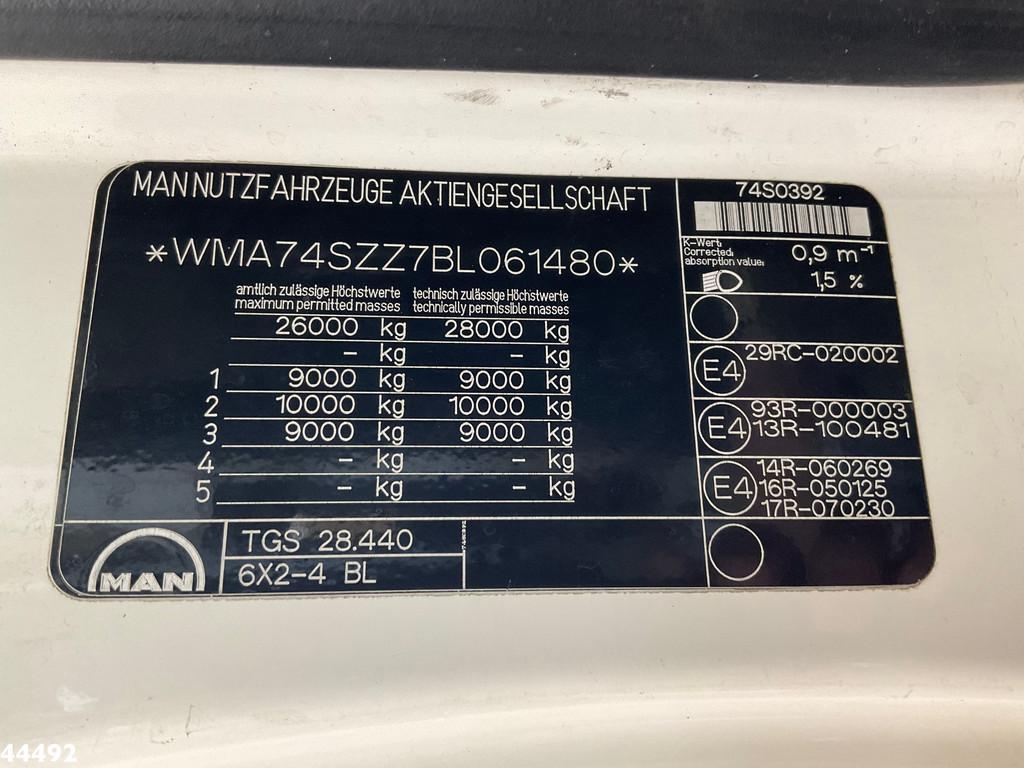 MAN NUTZFAHRZEUGE AKTIENGESELLSCHAFT
*WMA74SZZ7BL061480*
amtlich zulässige Höchstwerte technisch zulässige Höchstwerte
maximum permitted masses technically permissible masses
26000 kg 28000 kg
– kg – kg
1 9000 kg 9000 kg
2 10000 kg 10000 kg
3 9000 kg 9000 kg
4 – kg – kg
5 – kg – kg
MAN
TGS 28.440
6X2-4 BL
74S0392
K-Wert:
Corrected
absorption value:
0,9 m⁻¹
1,5 %
E4 29RC-020002
E4 93R-000003
13R-100481
E4 14R-060269
16R-050125
17R-070230
44492